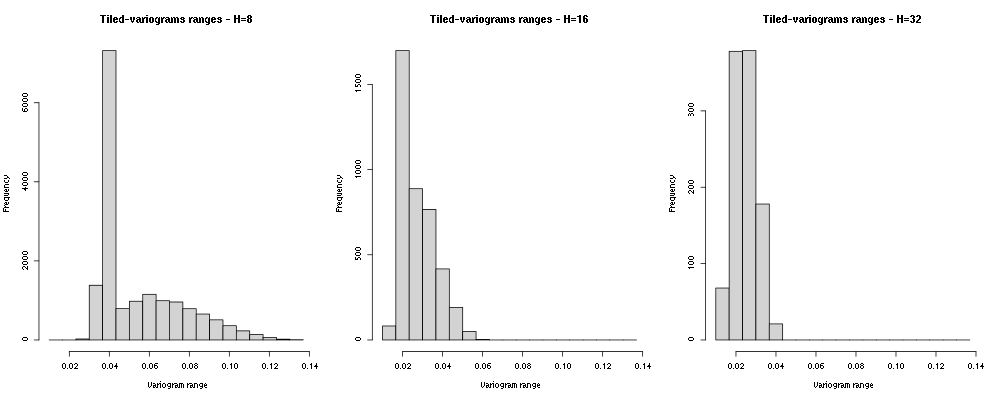 Tiled-variograms ranges - H=8
Frequency
0
2000
4000
6000
0.02 0.04 0.06 0.08 0.10 0.12 0.14
Variogram range
Tiled-variograms ranges - H=16
Frequency
0
500
1000
1500
0.02 0.04 0.06 0.08 0.10 0.12 0.14
Variogram range
Tiled-variograms ranges - H=32
Frequency
0
100
200
300
0.02 0.04 0.06 0.08 0.10 0.12 0.14
Variogram range